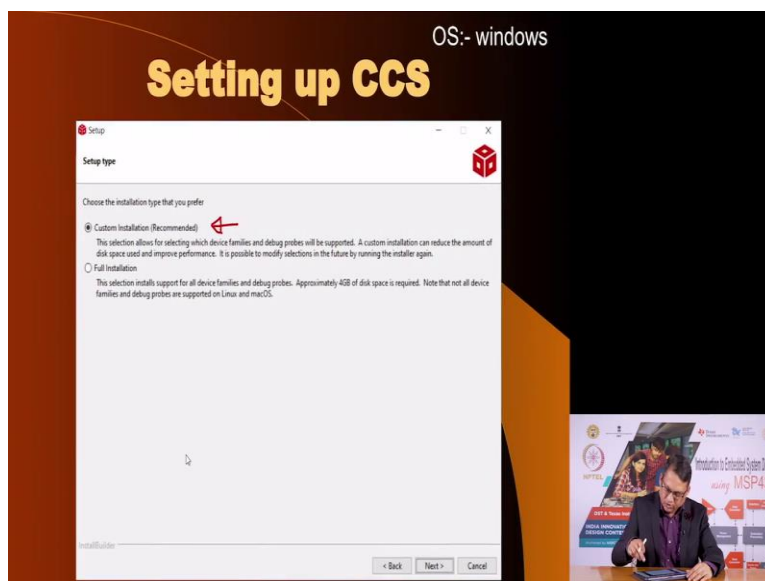 OS:- windows
Setting up CCS
Setup
Setup type
Choose the installation type that you prefer
Custom Installation (Recommended)
This selection allows for selecting which device families and debug probes will be supported. A custom installation can reduce the amount of
disk space used and improve performance. It is possible to modify selections in the future by running the installer again.
Full Installation
This selection installs support for all device families and debug probes. Approximately 4GB of disk space is required. Note that not all device
families and debug probes are supported on Linux and macOS.
InstallBuilder
< Back Next > Cancel
NPTEL
Introduction to Embedded System D
using MSP4
DST & Texas Inst
INDIA INNOVATI
DESIGN CONTES